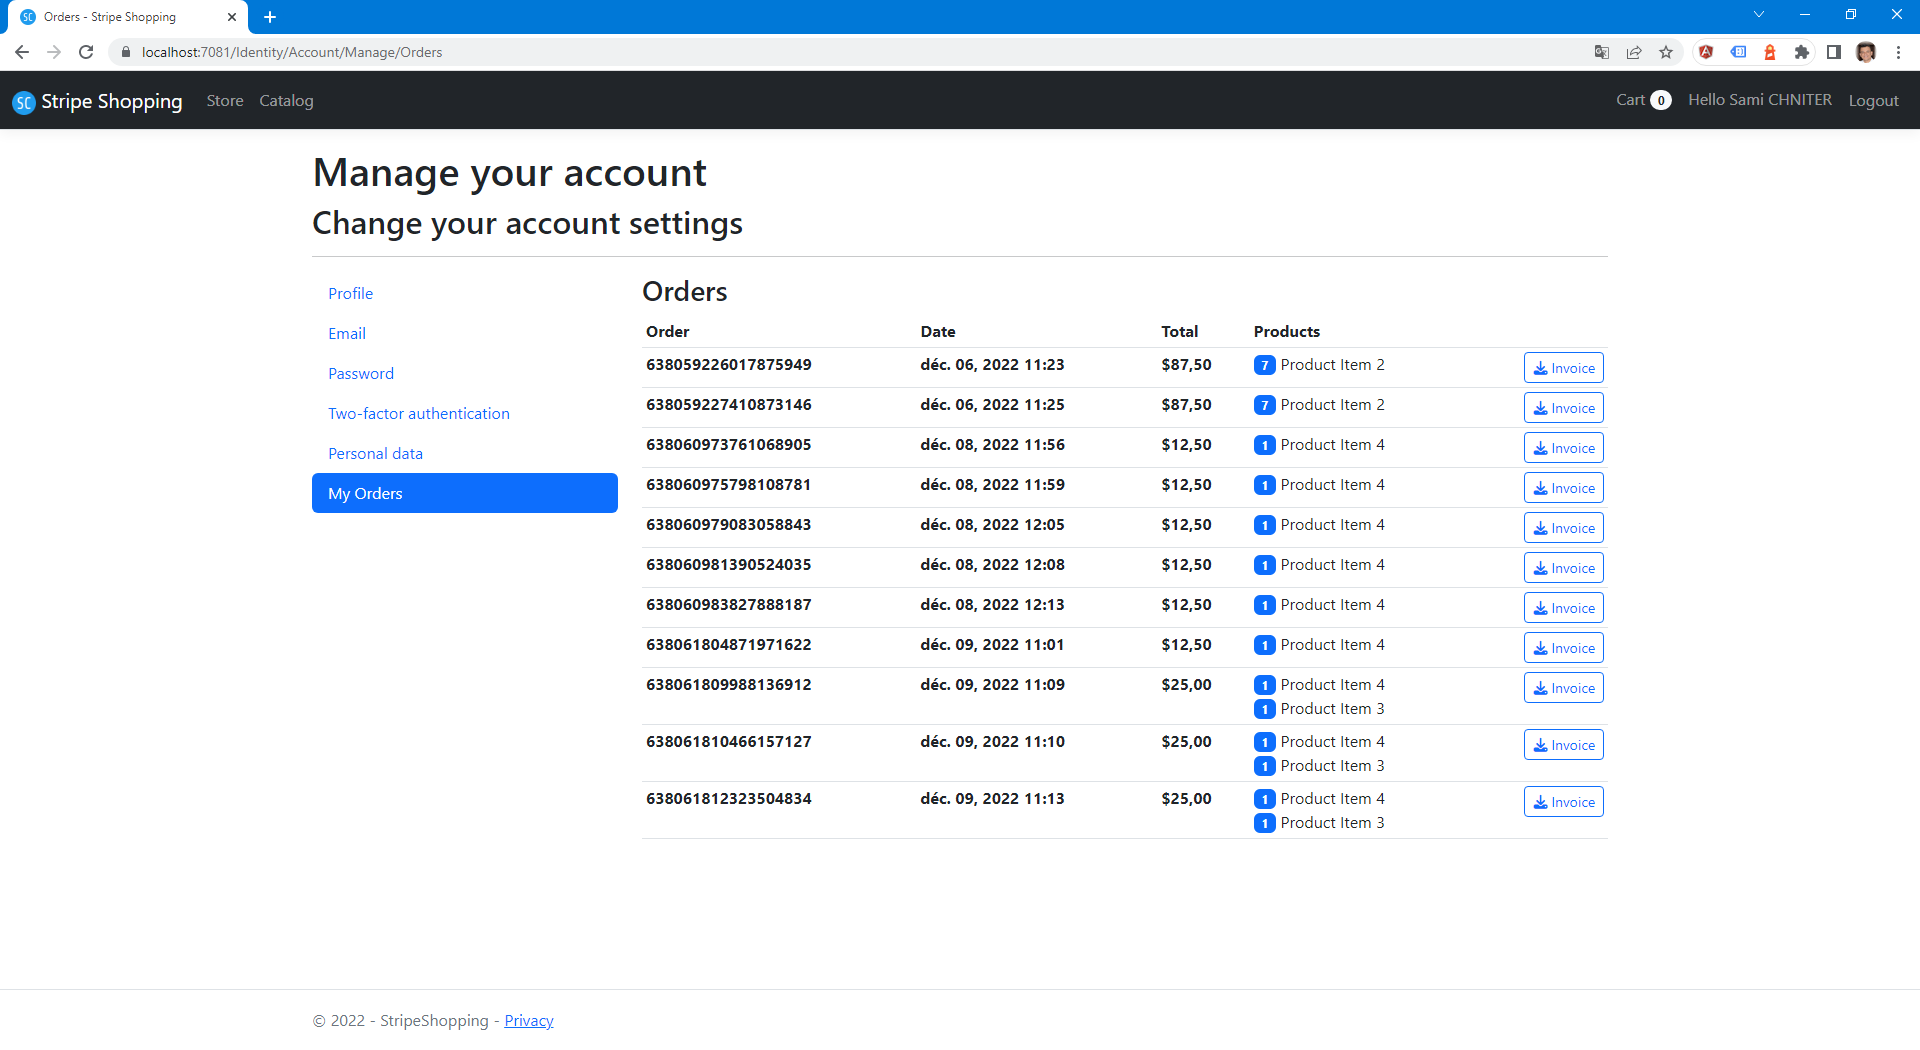 Orders - Stripe Shopping
localhost:7081/Identity/Account/Manage/Orders
SC Stripe Shopping Store Catalog Cart 0 Hello Sami CHNITER Logout
Manage your account
Change your account settings
Profile
Email
Password
Two-factor authentication
Personal data
My Orders
Orders
Order Date Total Products
638059226017875949 déc. 06, 2022 11:23 $87,50 7 Product Item 2 Invoice
638059227410873146 déc. 06, 2022 11:25 $87,50 7 Product Item 2 Invoice
638060973761068905 déc. 08, 2022 11:56 $12,50 1 Product Item 4 Invoice
638060975798108781 déc. 08, 2022 11:59 $12,50 1 Product Item 4 Invoice
638060979083058843 déc. 08, 2022 12:05 $12,50 1 Product Item 4 Invoice
638060981390524035 déc. 08, 2022 12:08 $12,50 1 Product Item 4 Invoice
638060983827888187 déc. 08, 2022 12:13 $12,50 1 Product Item 4 Invoice
638061804871971622 déc. 09, 2022 11:01 $12,50 1 Product Item 4 Invoice
638061809988136912 déc. 09, 2022 11:09 $25,00 1 Product Item 4 Invoice
1 Product Item 3
638061810466157127 déc. 09, 2022 11:10 $25,00 1 Product Item 4 Invoice
1 Product Item 3
638061812323504834 déc. 09, 2022 11:13 $25,00 1 Product Item 4 Invoice
1 Product Item 3
© 2022 - StripeShopping - Privacy